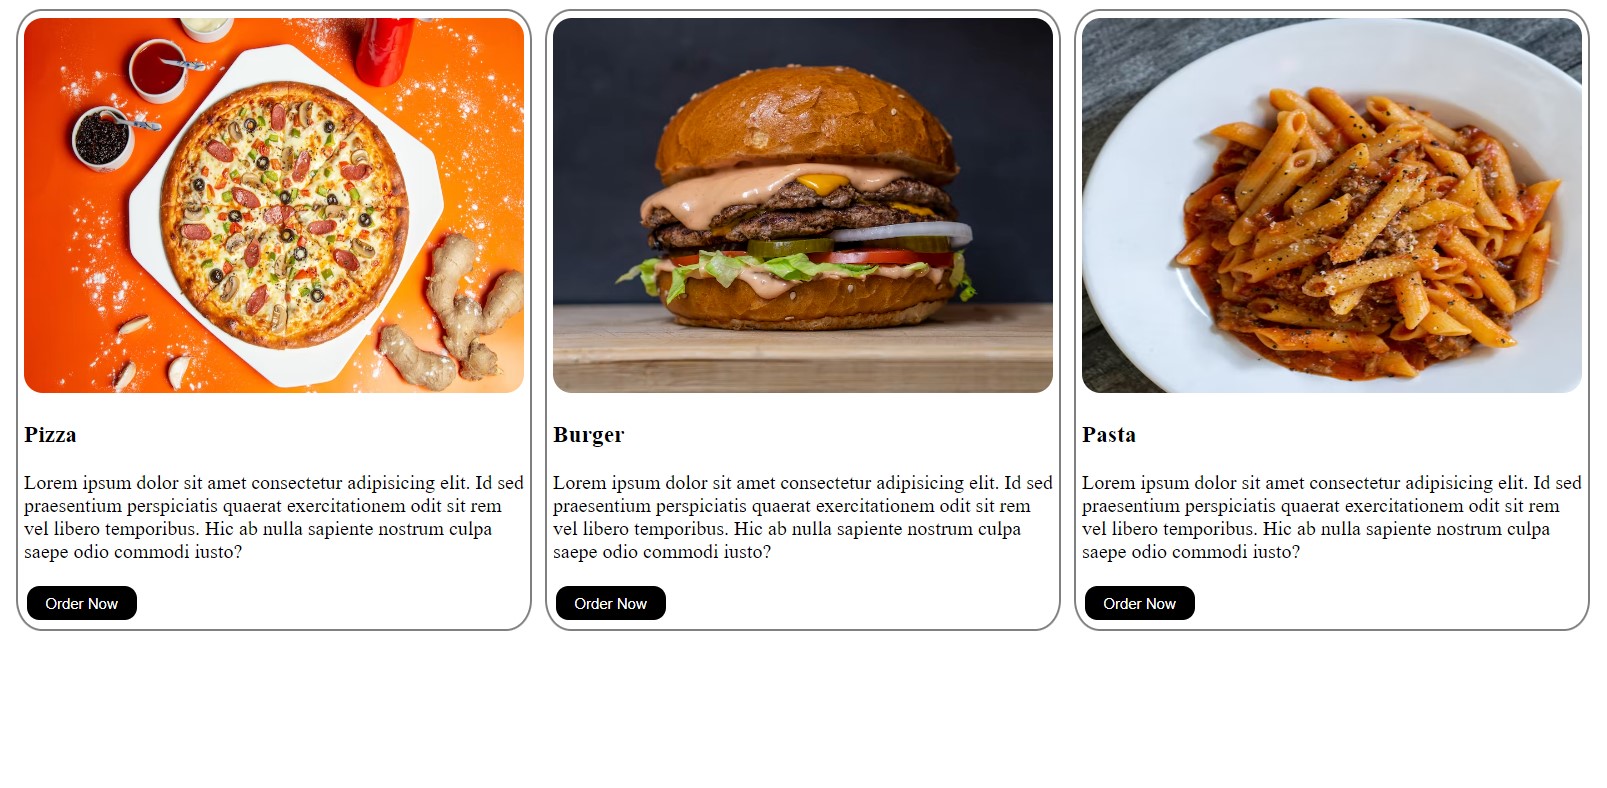 Pizza
Lorem ipsum dolor sit amet consectetur adipisicing elit. Id sed
praesentium perspiciatis quaerat exercitationem odit sit rem
vel libero temporibus. Hic ab nulla sapiente nostrum culpa
saepe odio commodi iusto?
Order Now
Burger
Lorem ipsum dolor sit amet consectetur adipisicing elit. Id sed
praesentium perspiciatis quaerat exercitationem odit sit rem
vel libero temporibus. Hic ab nulla sapiente nostrum culpa
saepe odio commodi iusto?
Order Now
Pasta
Lorem ipsum dolor sit amet consectetur adipisicing elit. Id sed
praesentium perspiciatis quaerat exercitationem odit sit rem
vel libero temporibus. Hic ab nulla sapiente nostrum culpa
saepe odio commodi iusto?
Order Now